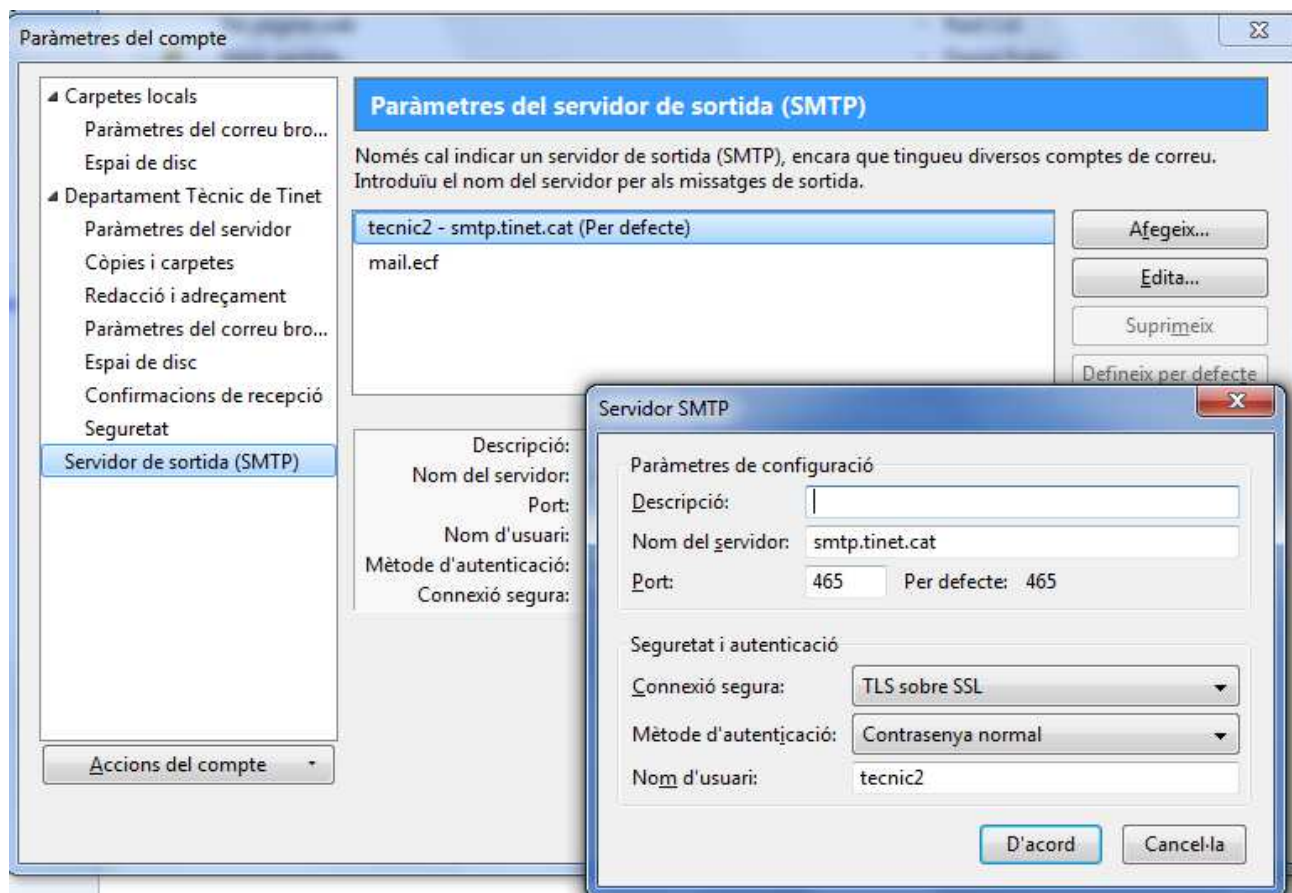 Paràmetres del compte
Carpetes locals
Paràmetres del correu bro...
Espai de disc
Departament Tècnic de Tinet
Paràmetres del servidor
Còpies i carpetes
Redacció i adreçament
Paràmetres del correu bro...
Espai de disc
Confirmacions de recepció
Seguretat
Servidor de sortida (SMTP)
Accions del compte
Paràmetres del servidor de sortida (SMTP)
Només cal indicar un servidor de sortida (SMTP), encara que tingueu diversos comptes de correu.
Introduïu el nom del servidor per als missatges de sortida.
tecnic2 - smtp.tinet.cat (Per defecte)
mail.ecf
Afegeix...
Edita...
Suprimeix
Defineix per defecte
Descripció:
Nom del servidor:
Port:
Nom d'usuari:
Mètode d'autenticació:
Connexió segura:
Servidor SMTP
Paràmetres de configuració
Descripció:
Nom del servidor: smtp.tinet.cat
Port: 465 Per defecte: 465
Seguretat i autenticació
Connexió segura: TLS sobre SSL
Mètode d'autenticació: Contrasenya normal
Nom d'usuari: tecnic2
D'acord Cancel·la